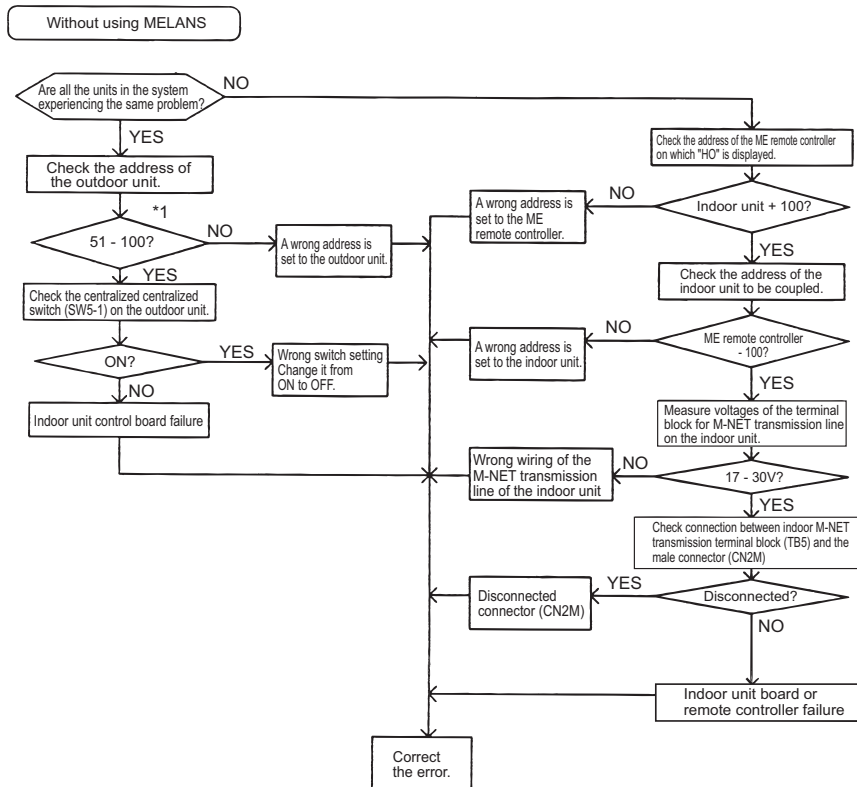 Without using MELANS
Are all the units in the system
experiencing the same problem?
NO
YES
Check the address of
the outdoor unit.
*1
51 - 100?
NO
A wrong address is
set to the outdoor unit.
YES
Check the centralized centralized
switch (SW5-1) on the outdoor unit.
ON?
YES
Wrong switch setting
Change it from
ON to OFF.
NO
Indoor unit control board failure
Check the address of the ME remote controller
on which "HO" is displayed.
Indoor unit + 100?
NO
A wrong address is
set to the ME
remote controller.
YES
Check the address of the
indoor unit to be coupled.
ME remote controller
- 100?
NO
A wrong address is
set to the indoor unit.
YES
Measure voltages of the terminal
block for M-NET transmission line
on the indoor unit.
17 - 30V?
NO
Wrong wiring of the
M-NET transmission
line of the indoor unit
YES
Check connection between indoor M-NET
transmission terminal block (TB5) and the
male connector (CN2M)
Disconnected?
YES
Disconnected
connector (CN2M)
NO
Indoor unit board or
remote controller failure
Correct
the error.